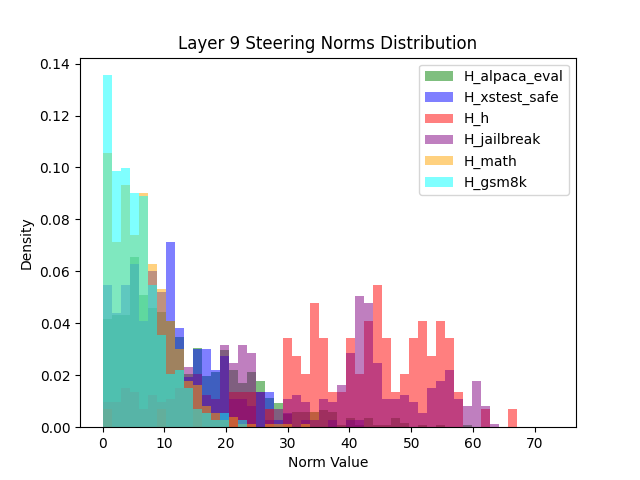 Layer 9 Steering Norms Distribution
H_alpaca_eval
H_xstest_safe
H_h
H_jailbreak
H_math
H_gsm8k
0.14
0.12
0.10
0.08
0.06
0.04
0.02
0.00
Density
0 10 20 30 40 50 60 70
Norm Value